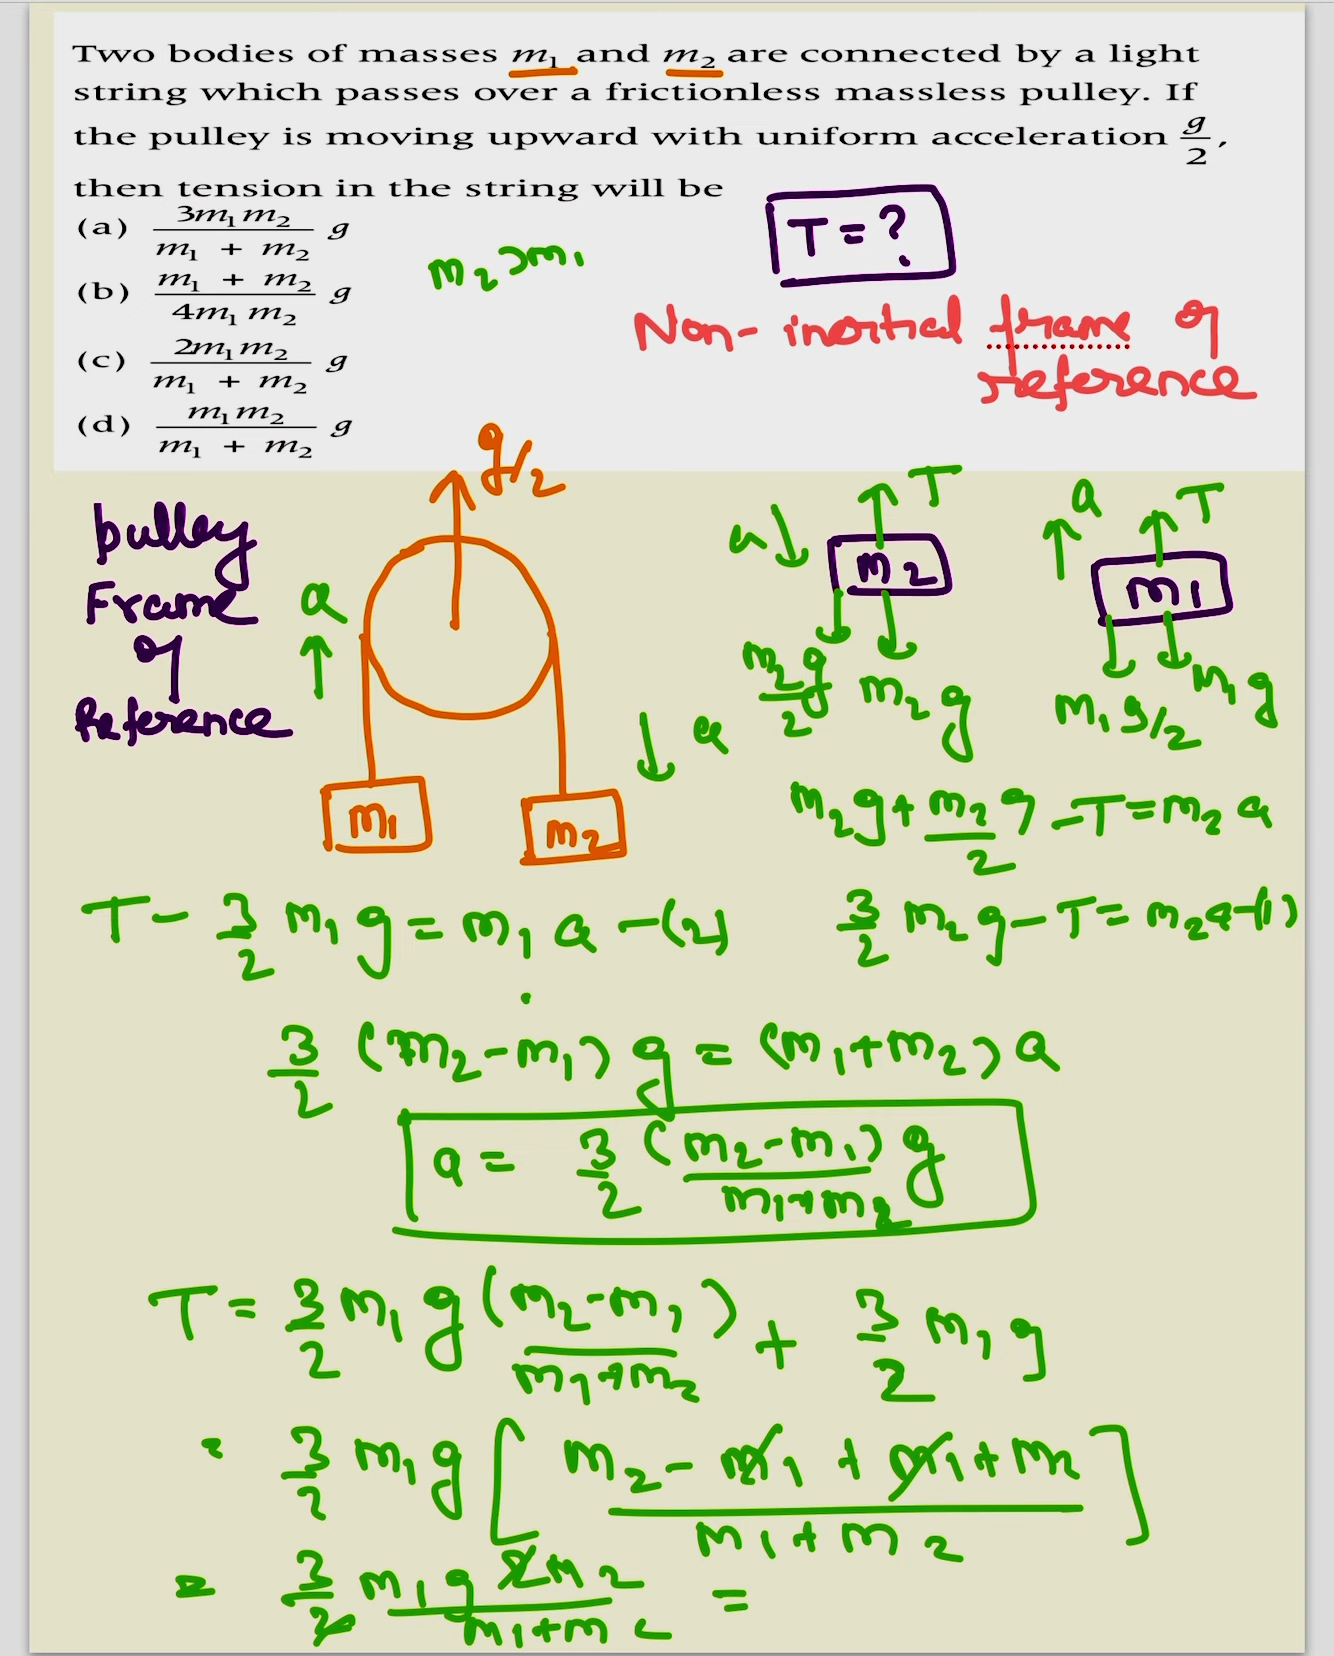 Two bodies of masses m₁ and m₂ are connected by a light
string which passes over a frictionless massless pulley. If
the pulley is moving upward with uniform acceleration g/2,
then tension in the string will be
(a) 3m₁m₂/(m₁ + m₂) g
(b) (m₁ + m₂)/(4m₁m₂) g
(c) 2m₁m₂/(m₁ + m₂) g
(d) m₁m₂/(m₁ + m₂) g
T = ?
m₂ > m₁
Non-inertial frame of
reference
pulley
Frame
of
Reference
g/2
a
a
m₁
m₂
a
T
m₂
m₂g/2
m₂g
a
T
m₁
m₁g/2
m₁g
m₂g + m₂g/2 - T = m₂a
T - 3/2 m₁g = m₁a -(2)
3/2 m₂g - T = m₂a -(1)
3/2 (m₂ - m₁) g = (m₁ + m₂) a
a = 3/2 (m₂ - m₁)/(m₁ + m₂) g
T = 3/2 m₁g (m₂ - m₁)/(m₁ + m₂) + 3/2 m₁g
= 3/2 m₁g [(m₂ - m₁ + m₁ + m₂)/(m₁ + m₂)]
= 3/2 m₁g 2m₂/(m₁ + m₂) =